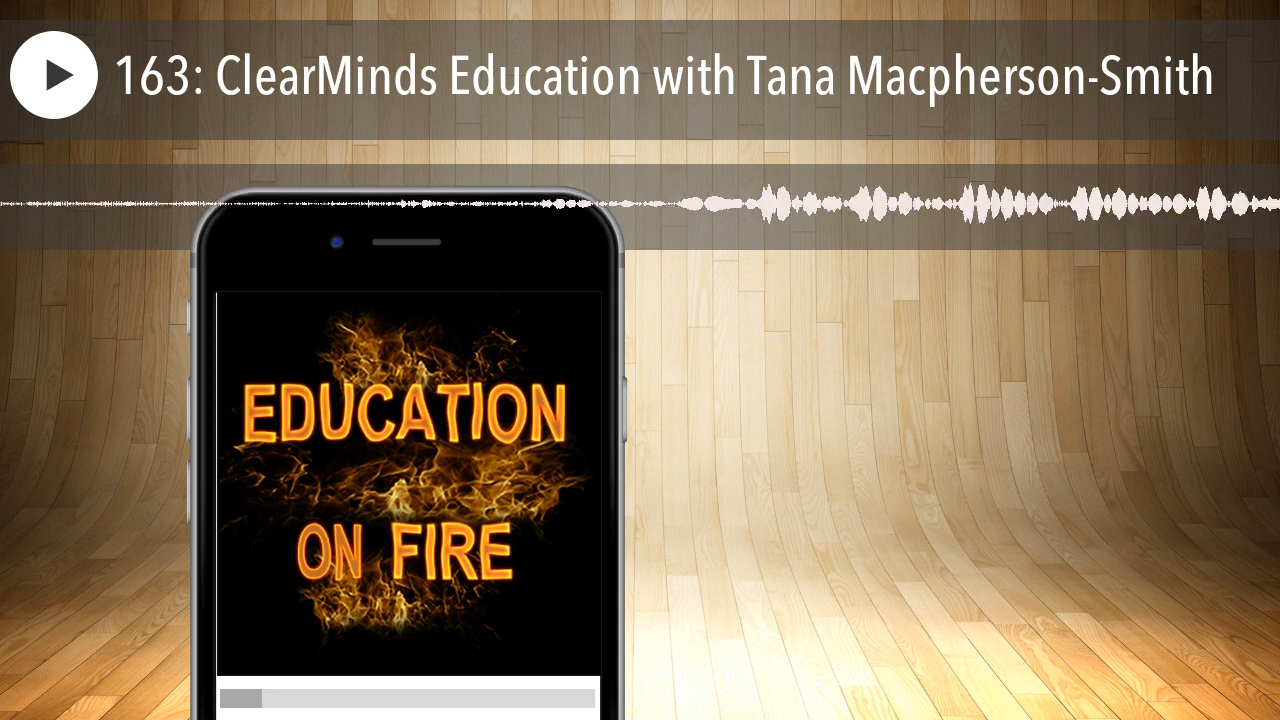 163: ClearMinds Education with Tana Macpherson-Smith
EDUCATION
ON FIRE